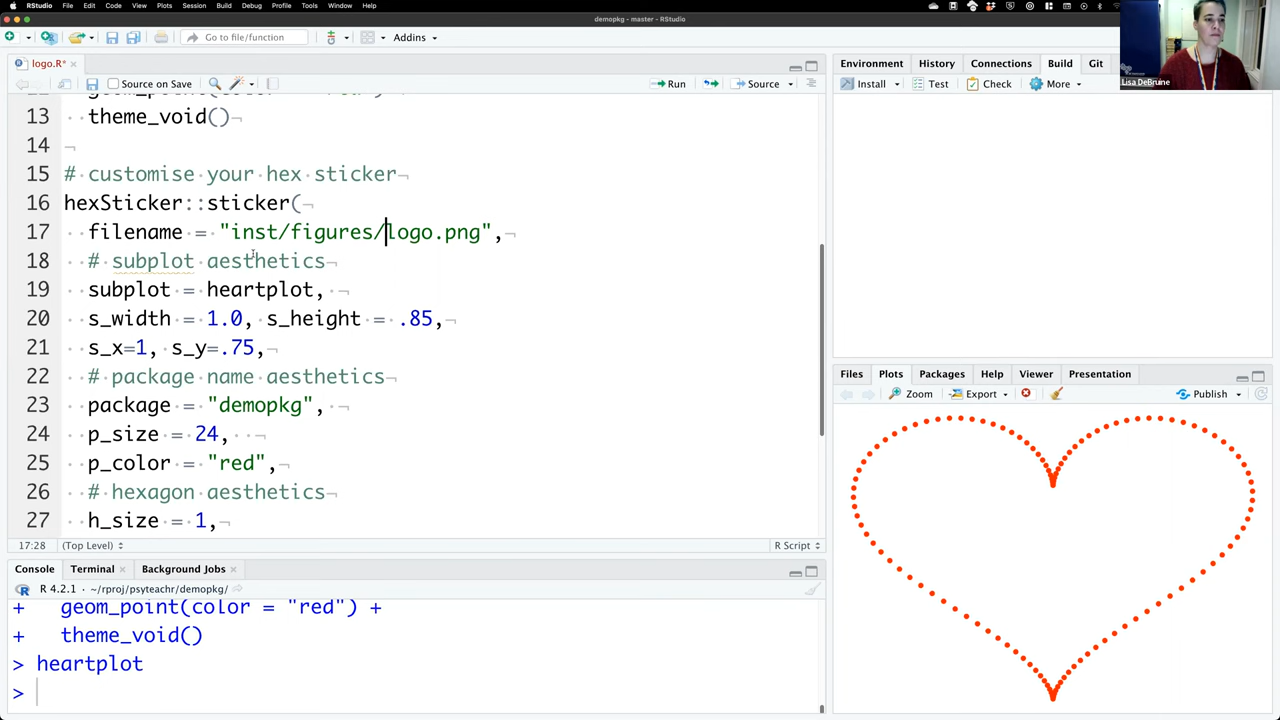 RStudio File Edit Code View Plots Session Build Debug Profile Tools Window Help
demopkg - master - RStudio
Go to file/function Addins
logo.R*
Source on Save Run Source
13 theme_void()
14
15 # customise your hex sticker
16 hexSticker::sticker(
17 filename = "inst/figures/logo.png",
18 # subplot aesthetics
19 subplot = heartplot,
20 s_width = 1.0, s_height = .85,
21 s_x=1, s_y=.75,
22 # package name aesthetics
23 package = "demopkg",
24 p_size = 24,
25 p_color = "red",
26 # hexagon aesthetics
27 h_size = 1,
17:28 (Top Level) R Script
Console Terminal Background Jobs
R 4.2.1 · ~/rproj/psyteachr/demopkg/
+ geom_point(color = "red") +
+ theme_void()
> heartplot
>
Environment History Connections Build Git
Install Test Check More
Files Plots Packages Help Viewer Presentation
Zoom Export Publish
Lisa DeBruine